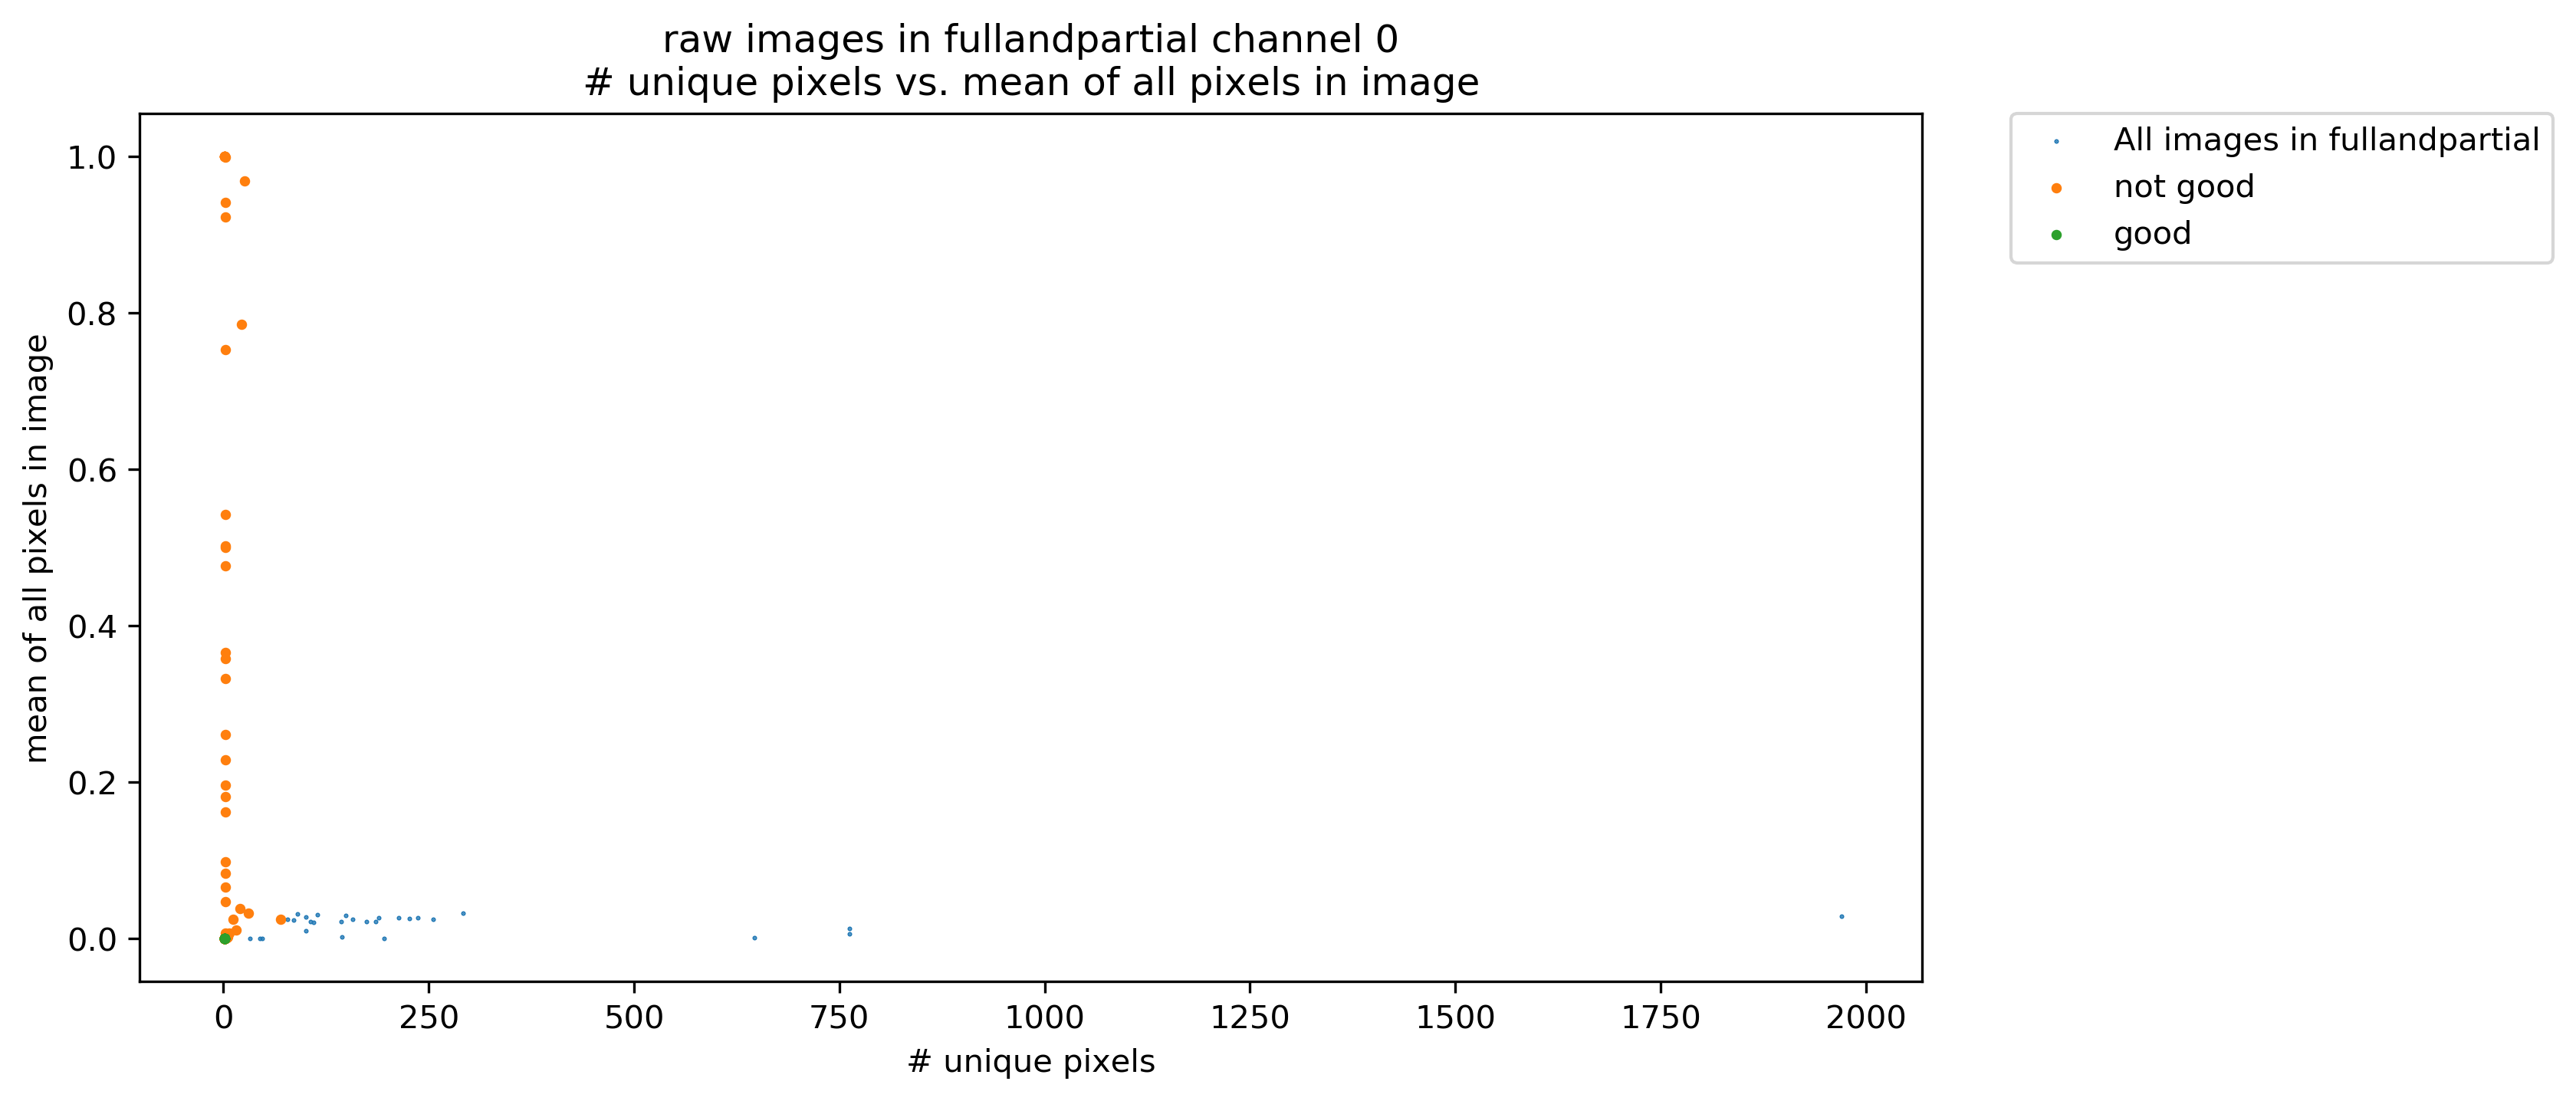 raw images in fullandpartial channel 0
# unique pixels vs. mean of all pixels in image
mean of all pixels in image
1.0
0.8
0.6
0.4
0.2
0.0
0
250
500
750
1000
1250
1500
1750
2000
# unique pixels
All images in fullandpartial
not good
good